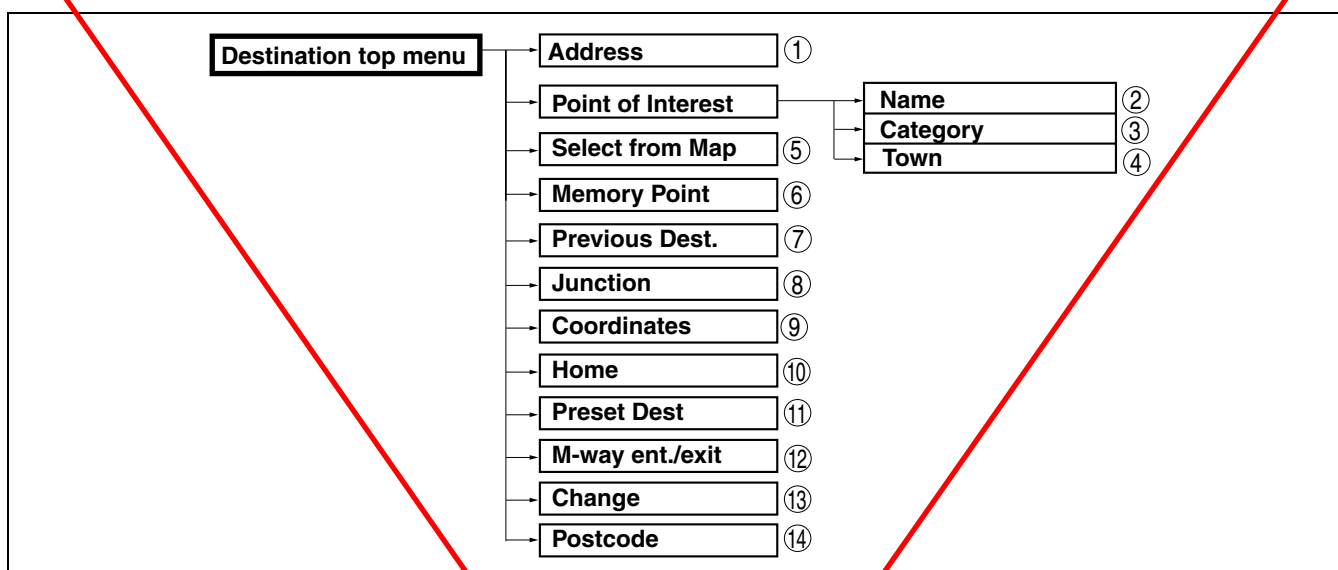 Destination top menu
Address ①
Point of Interest
Name ②
Category ③
Town ④
Select from Map ⑤
Memory Point ⑥
Previous Dest. ⑦
Junction ⑧
Coordinates ⑨
Home ⑩
Preset Dest ⑪
M-way ent./exit ⑫
Change ⑬
Postcode ⑭